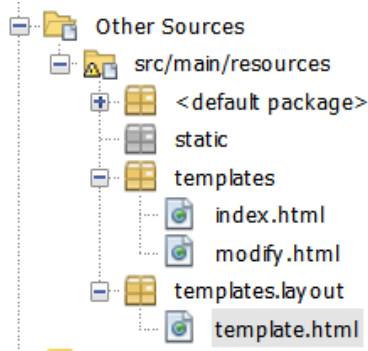 Other Sources
src/main/resources
<default package>
static
templates
index.html
modify.html
templates.layout
template.html